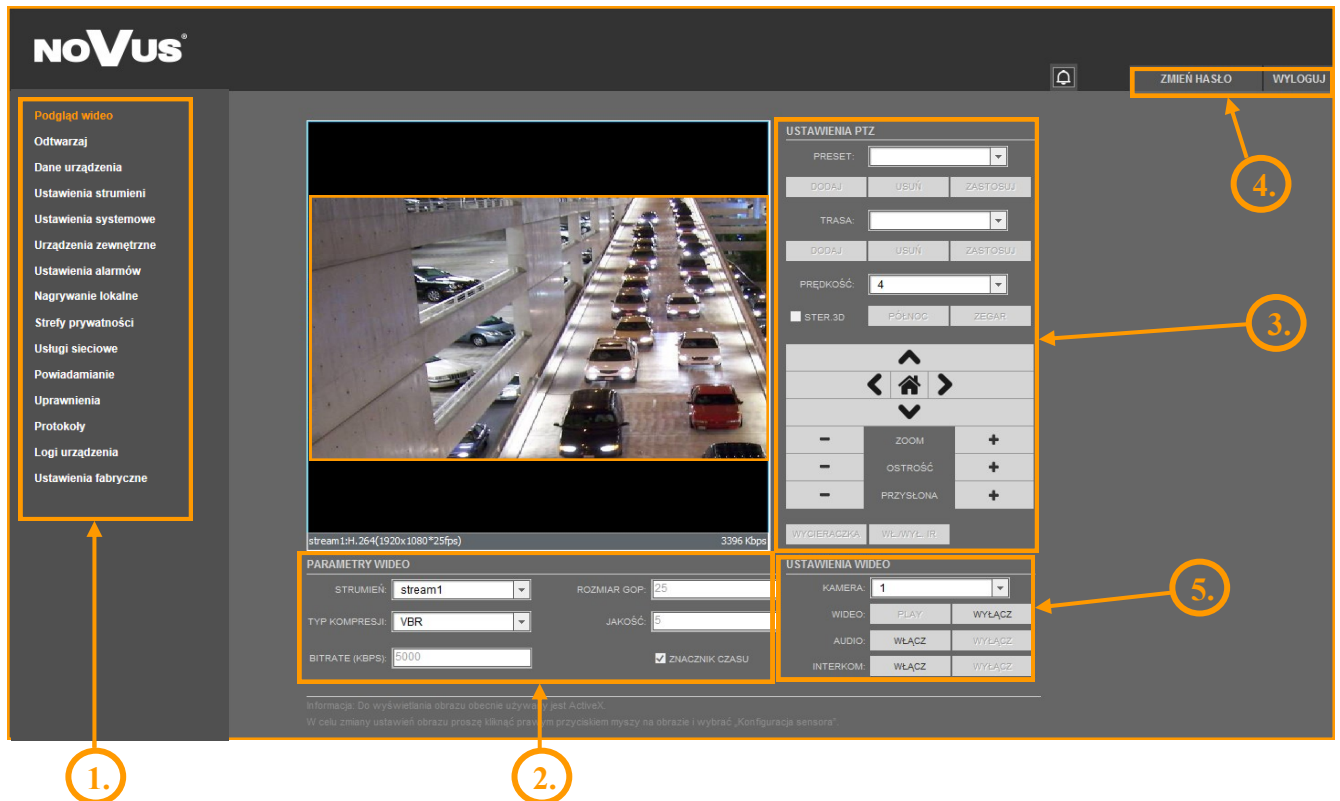 NOVUS®
ZMIEŃ HASŁO WYLOGUJ
Podgląd wideo
Odtwarzaj
Dane urządzenia
Ustawienia strumieni
Ustawienia systemowe
Urządzenia zewnętrzne
Ustawienia alarmów
Nagrywanie lokalne
Strefy prywatności
Usługi sieciowe
Powiadamianie
Uprawnienia
Protokoły
Logi urządzenia
Ustawienia fabryczne
1.
stream1:H.264(1920x1080*25fps) 3396 Kbps
PARAMETRY WIDEO
STRUMIEŃ: stream1 ROZMIAR GOP: 25
TYP KOMPRESJI: VBR JAKOŚĆ: 5
BITRATE (KBPS): 5000 ZNACZNIK CZASU
2.
USTAWIENIA PTZ
PRESET:
DODAJ USUŃ ZASTOSUJ
TRASA:
DODAJ USUŃ ZASTOSUJ
PRĘDKOŚĆ: 4
STER.3D PÓŁNOC ZEGAR
- ZOOM +
- OSTROŚĆ +
- PRZYSŁONA +
WYCIERACZKA WŁ./WYŁ. IR
3.
4.
USTAWIENIA WIDEO
KAMERA: 1
WIDEO: PLAY WYŁĄCZ
AUDIO: WŁĄCZ WYŁĄCZ
INTERKOM: WŁĄCZ WYŁĄCZ
5.
Informacja: Do wyświetlania obrazu obecnie używany jest ActiveX.
W celu zmiany ustawień obrazu proszę kliknąć prawym przyciskiem myszy na obrazie i wybrać „Konfiguracja sensora".